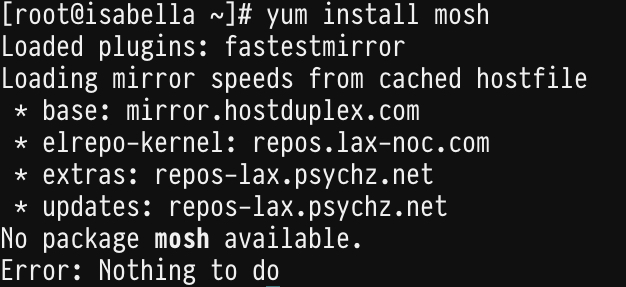 [root@isabella ~]# yum install mosh
Loaded plugins: fastestmirror
Loading mirror speeds from cached hostfile
 * base: mirror.hostduplex.com
 * elrepo-kernel: repos.lax-noc.com
 * extras: repos-lax.psychz.net
 * updates: repos-lax.psychz.net
No package mosh available.
Error: Nothing to do